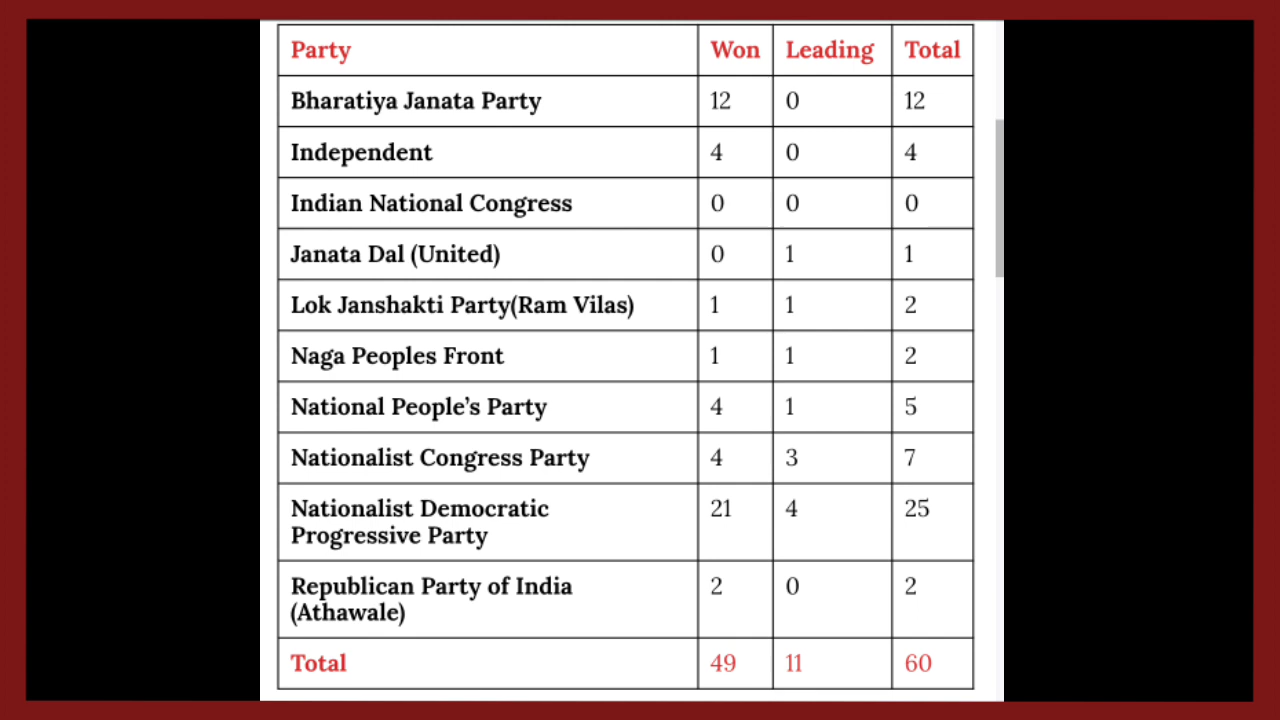 Party Won Leading Total
Bharatiya Janata Party 12 0 12
Independent 4 0 4
Indian National Congress 0 0 0
Janata Dal (United) 0 1 1
Lok Janshakti Party(Ram Vilas) 1 1 2
Naga Peoples Front 1 1 2
National People’s Party 4 1 5
Nationalist Congress Party 4 3 7
Nationalist Democratic 21 4 25
Progressive Party
Republican Party of India 2 0 2
(Athawale)
Total 49 11 60